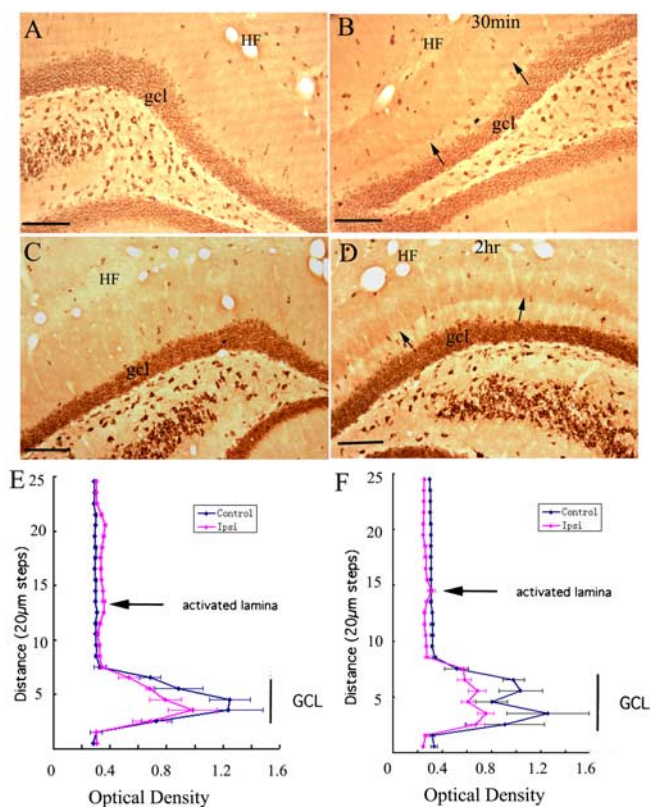 A
HF
gcl
B
30min
HF
gcl
C
HF
gcl
D
2hr
HF
gcl
E
25
20
15
10
5
Distance (20μm steps)
Control
Ipsi
activated lamina
GCL
0 0.4 0.8 1.2 1.6
Optical Density
F
25
20
15
10
5
Distance (20μm steps)
Control
Ipsi
activated lamina
GCL
0 0.4 0.8 1.2 1.6
Optical Density